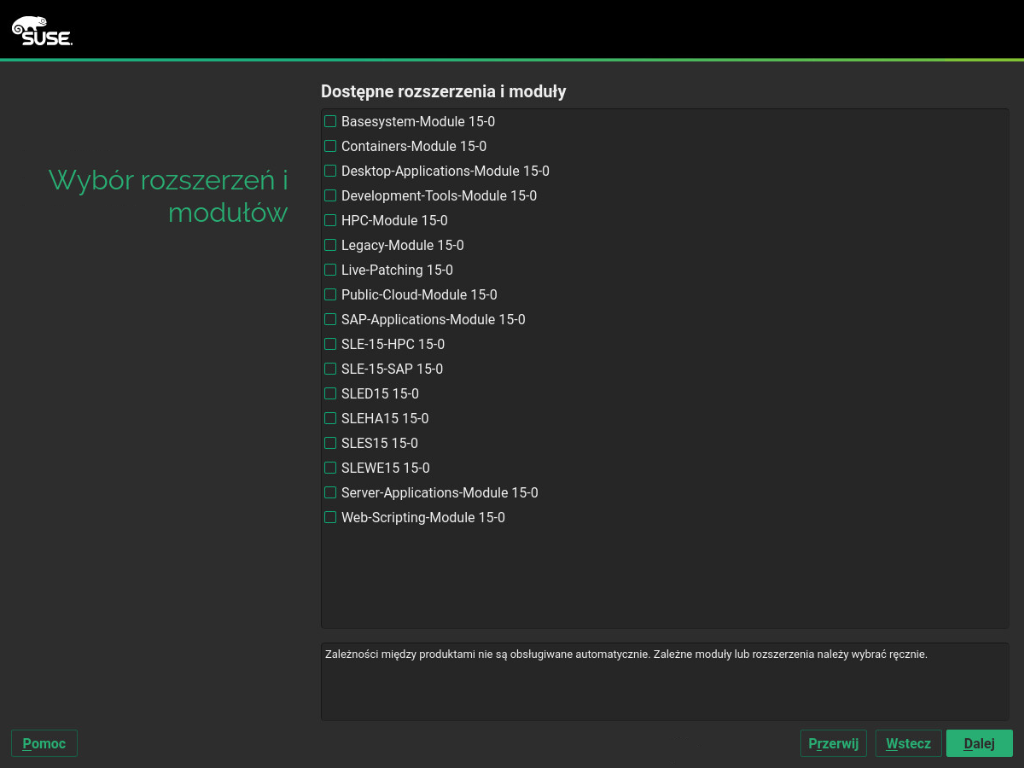 SUSE
Dostępne rozszerzenia i moduły
Wybór rozszerzeń i
modułów
Basesystem-Module 15-0
Containers-Module 15-0
Desktop-Applications-Module 15-0
Development-Tools-Module 15-0
HPC-Module 15-0
Legacy-Module 15-0
Live-Patching 15-0
Public-Cloud-Module 15-0
SAP-Applications-Module 15-0
SLE-15-HPC 15-0
SLE-15-SAP 15-0
SLED15 15-0
SLEHA15 15-0
SLES15 15-0
SLEWE15 15-0
Server-Applications-Module 15-0
Web-Scripting-Module 15-0
Zależności między produktami nie są obsługiwane automatycznie. Zależne moduły lub rozszerzenia należy wybrać ręcznie.
Pomoc
Przerwij
Wstecz
Dalej